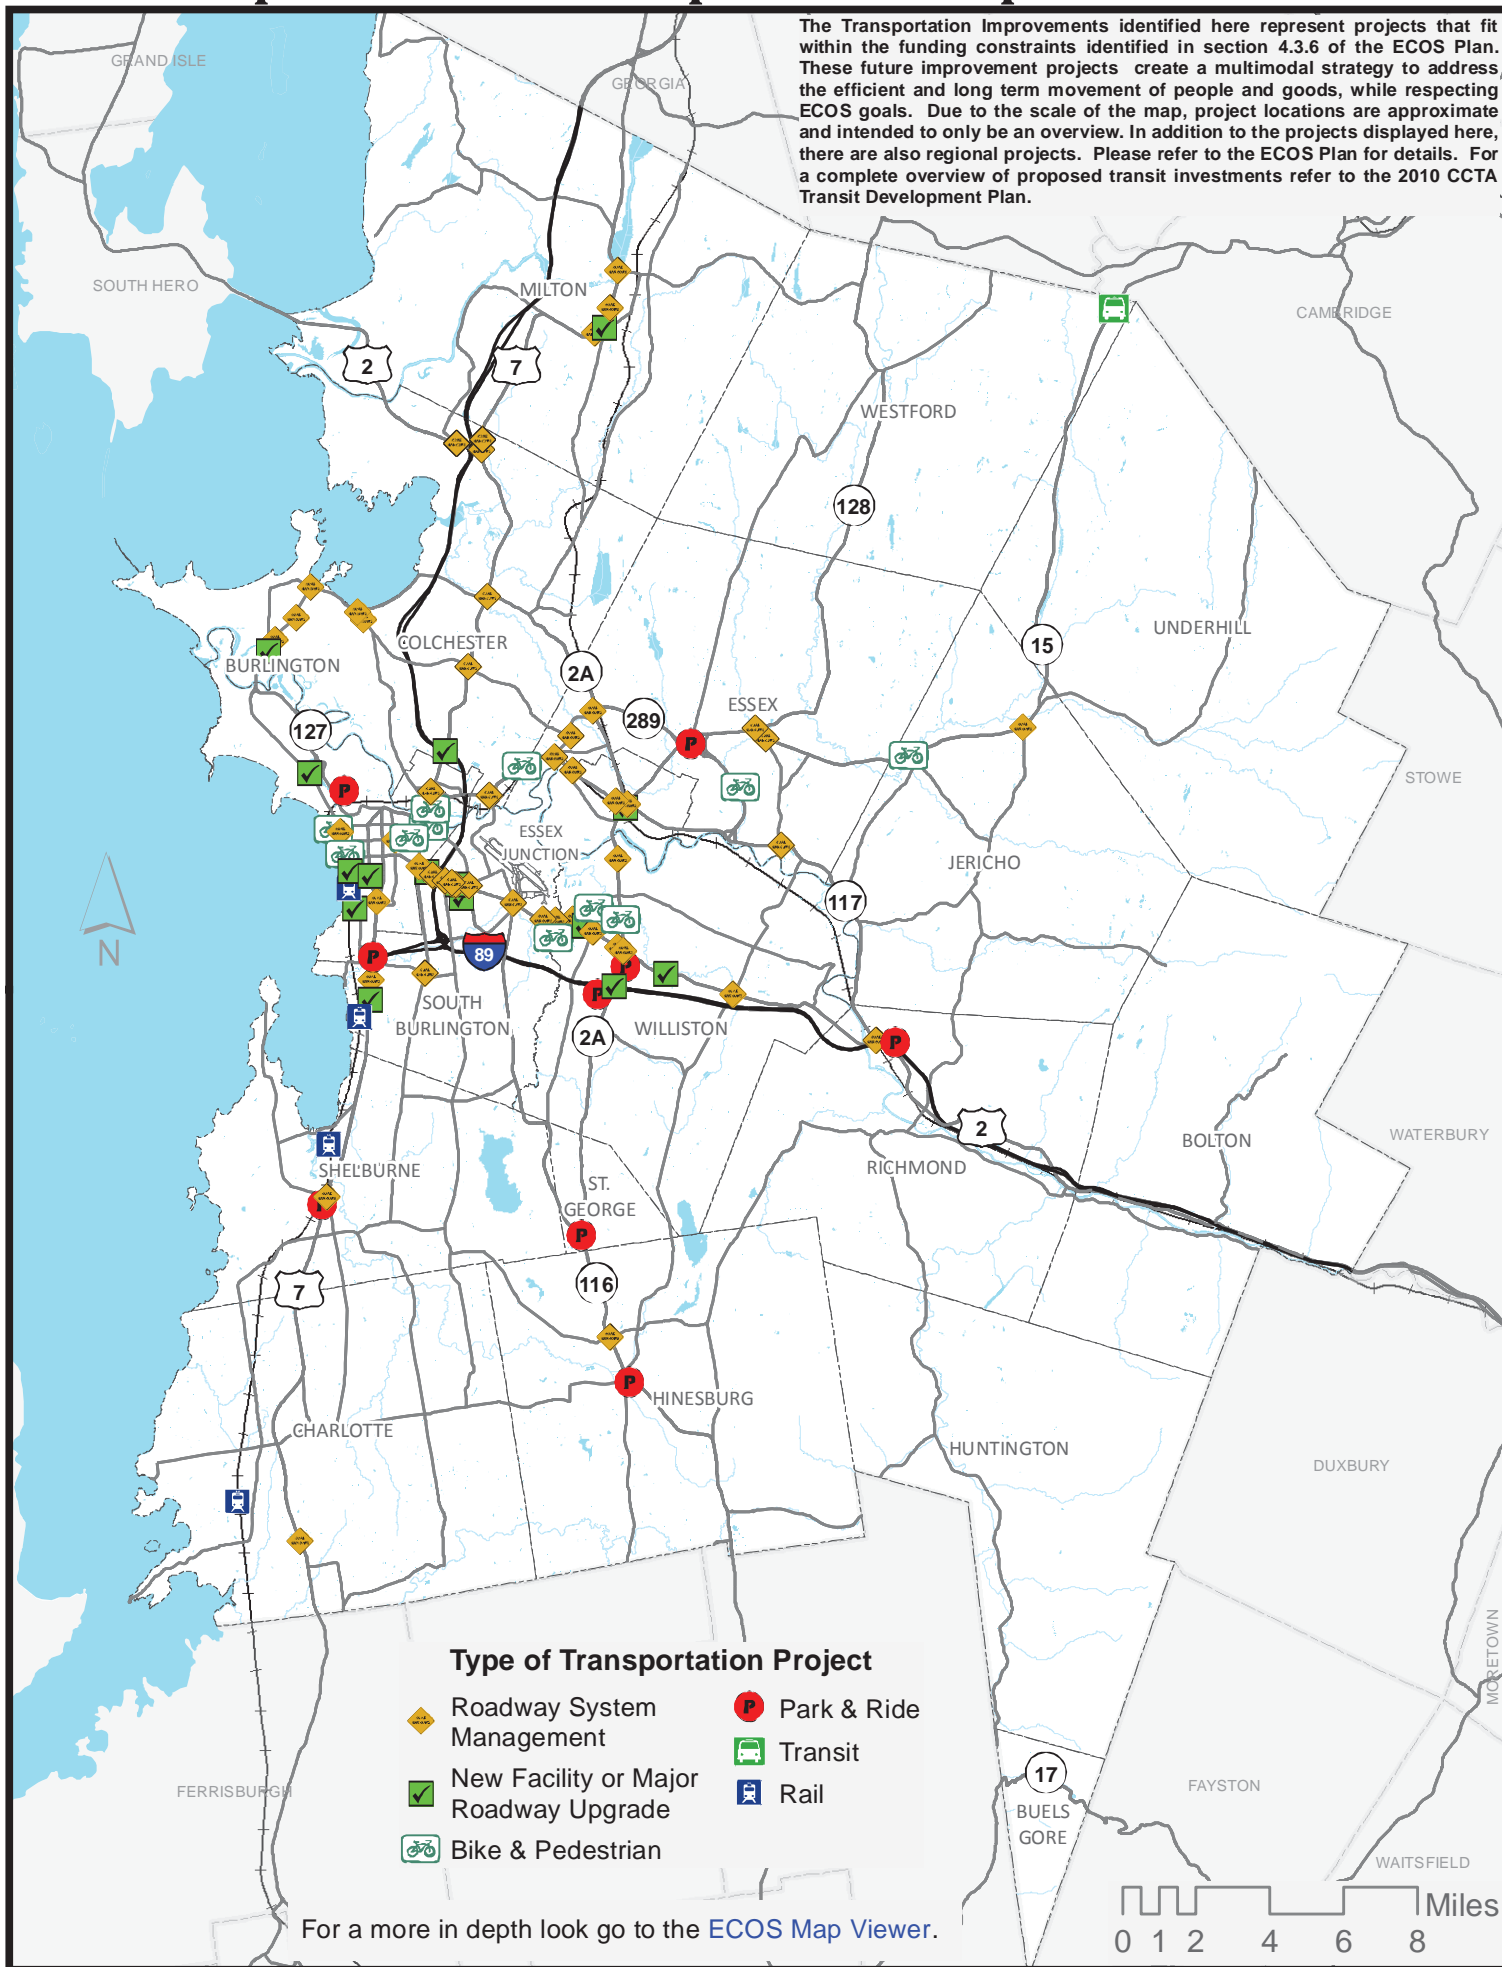 The Transportation Improvements identified here represent projects that fit
within the funding constraints identified in section 4.3.6 of the ECOS Plan.
These future improvement projects create a multimodal strategy to address
the efficient and long term movement of people and goods, while respecting
ECOS goals. Due to the scale of the map, project locations are approximate
and intended to only be an overview. In addition to the projects displayed here,
there are also regional projects. Please refer to the ECOS Plan for details. For
a complete overview of proposed transit investments refer to the 2010 CCTA
Transit Development Plan.
GRAND ISLE
GEORGIA
SOUTH HERO
MILTON
CAMBRIDGE
2
7
WESTFORD
128
UNDERHILL
15
COLCHESTER
BURLINGTON
2A
289
ESSEX
127
STOWE
ESSEX
JUNCTION
JERICHO
117
N
89
SOUTH
BURLINGTON
2A
WILLISTON
2
BOLTON
WATERBURY
RICHMOND
SHELBURNE
ST.
GEORGE
7
116
HINESBURG
CHARLOTTE
HUNTINGTON
DUXBURY
MORETOWN
Type of Transportation Project
Roadway System
Management
New Facility or Major
Roadway Upgrade
Bike & Pedestrian
P Park & Ride
Transit
Rail
FERRISBURGH
17
BUELS
GORE
FAYSTON
WAITSFIELD
For a more in depth look go to the ECOS Map Viewer.
Miles
0 1 2 4 6 8